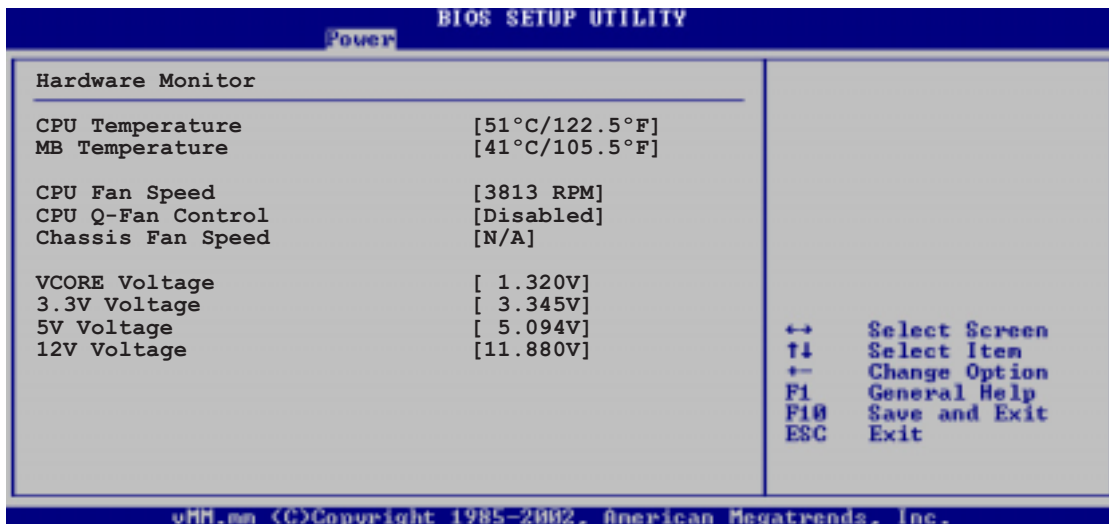 BIOS SETUP UTILITY
Power
Hardware Monitor
CPU Temperature [51°C/122.5°F]
MB Temperature [41°C/105.5°F]
CPU Fan Speed [3813 RPM]
CPU Q-Fan Control [Disabled]
Chassis Fan Speed [N/A]
VCORE Voltage [ 1.320V]
3.3V Voltage [ 3.345V]
5V Voltage [ 5.094V]
12V Voltage [11.880V]
↔ Select Screen
↑↓ Select Item
+- Change Option
F1 General Help
F10 Save and Exit
ESC Exit
vMM.mm (C)Copyright 1985-2002, American Megatrends, Inc.